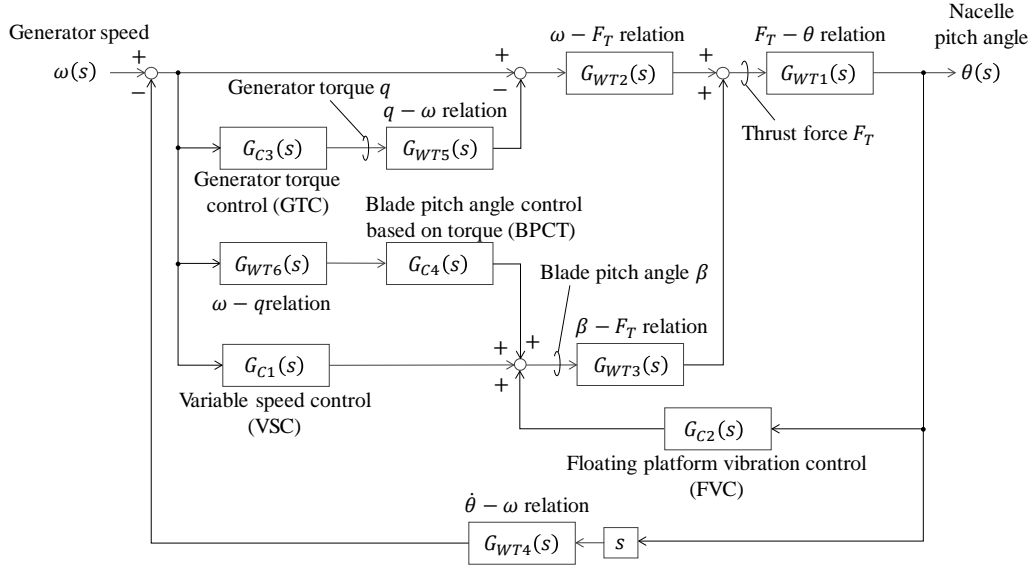 Generator speed
ω(s)
+
−
Generator torque q
q − ω relation
+
−
ω − F_T relation
G_WT2(s)
+
+
F_T − θ relation
G_WT1(s)
Thrust force F_T
Nacelle
pitch angle
θ(s)
G_C3(s)
G_WT5(s)
Generator torque
control (GTC)
Blade pitch angle control
based on torque (BPCT)
G_WT6(s)
G_C4(s)
ω − q relation
Blade pitch angle β
β − F_T relation
G_C1(s)
+
+
+
G_WT3(s)
Variable speed control
(VSC)
G_C2(s)
Floating platform vibration control
(FVC)
θ̇ − ω relation
G_WT4(s)
s